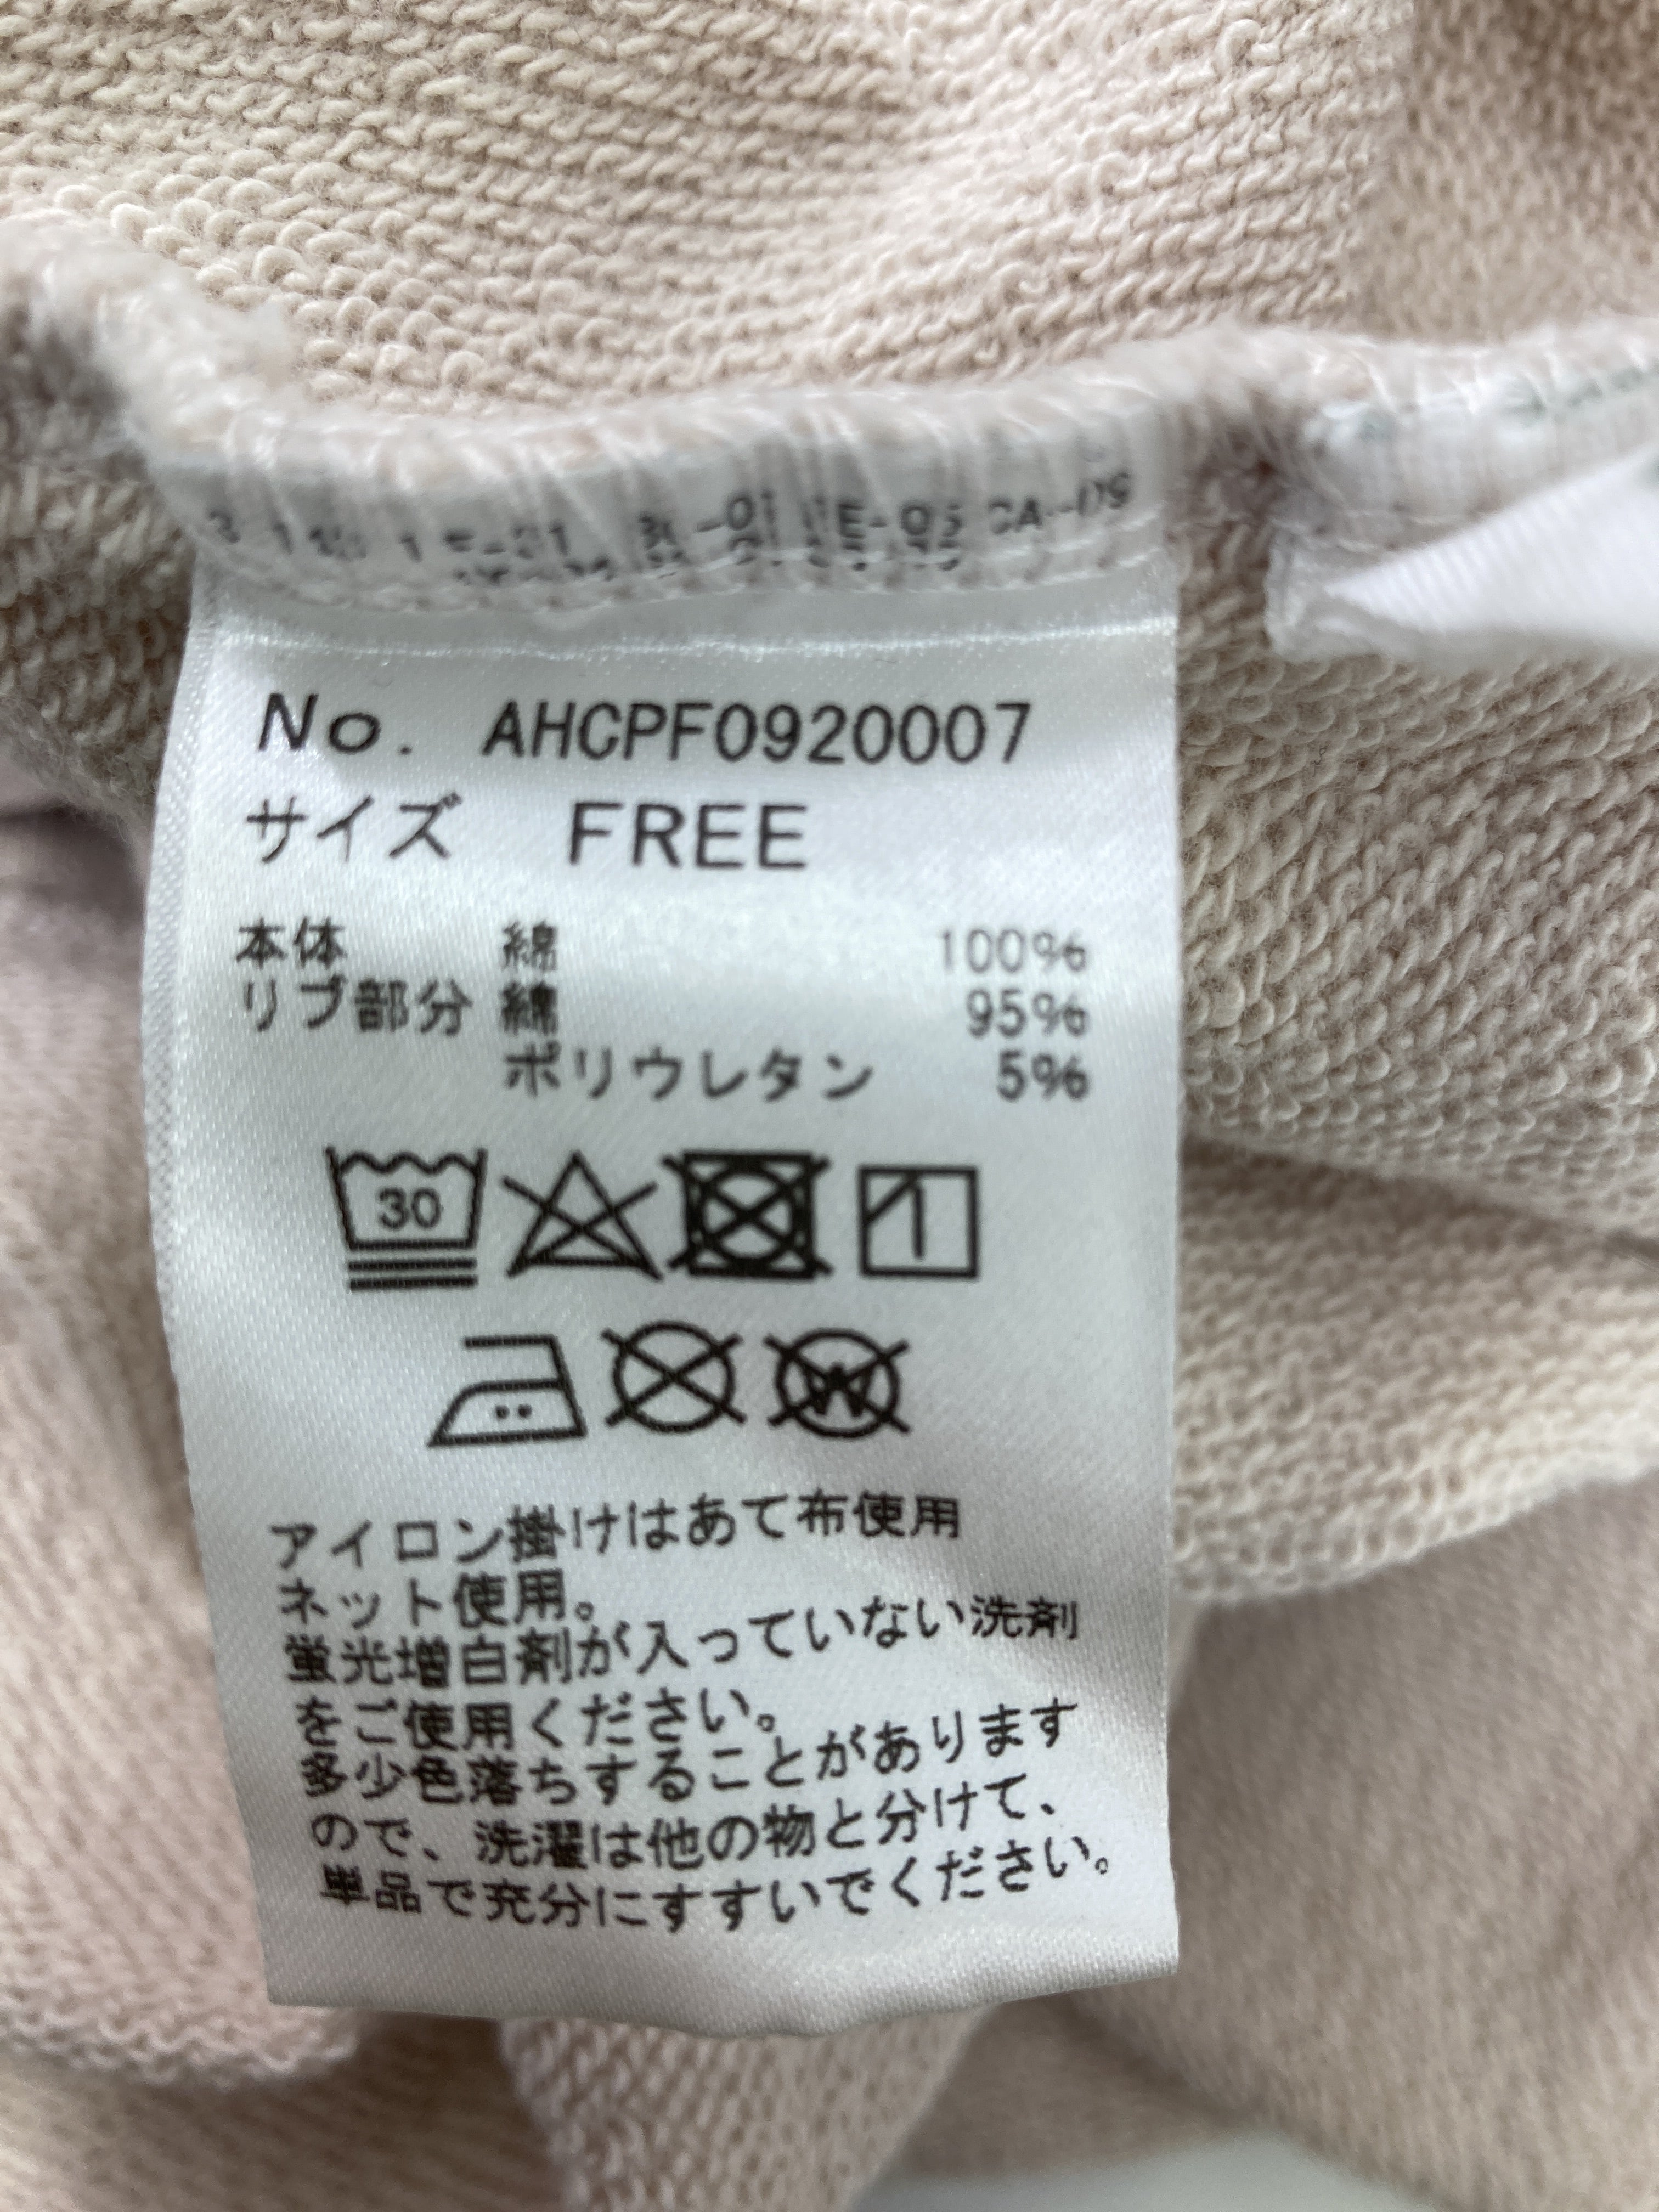 No. AHCPF0920007
サイズ FREE
本体 綿 100%
リブ部分 綿 95%
ポリウレタン 5%
30
W
アイロン掛けはあて布使用
ネット使用。
蛍光増白剤が入っていない洗剤
をご使用ください。
多少色落ちすることがあります
ので、洗濯は他の物と分けて、
単品で充分にすすいでください。